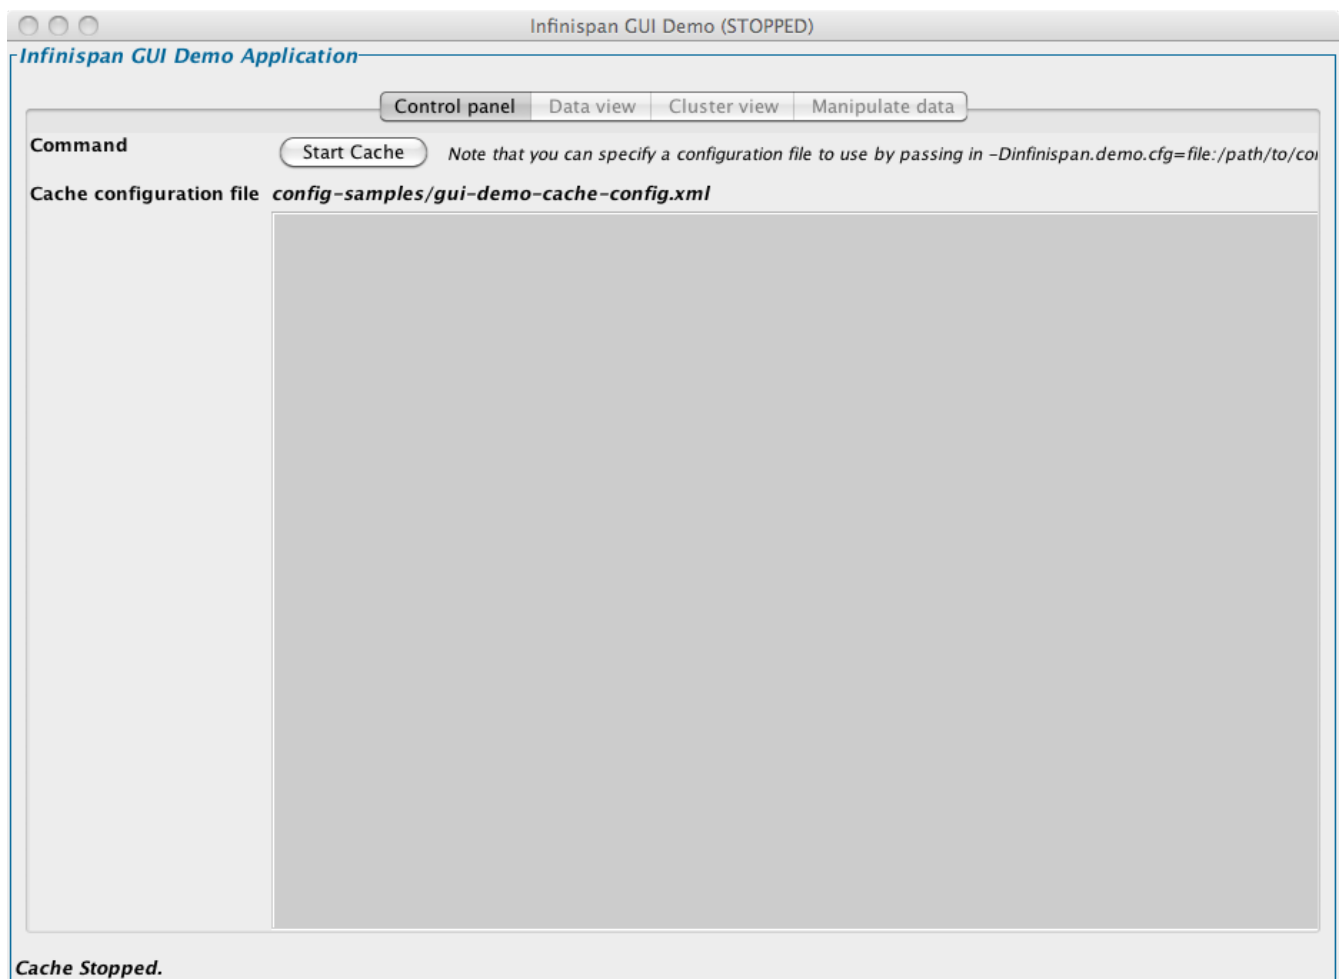 Infinispan GUI Demo (STOPPED)
Infinispan GUI Demo Application
Control panel Data view Cluster view Manipulate data
Command Start Cache Note that you can specify a configuration file to use by passing in -Dinfinispan.demo.cfg=file:/path/to/co
Cache configuration file config-samples/gui-demo-cache-config.xml
Cache Stopped.